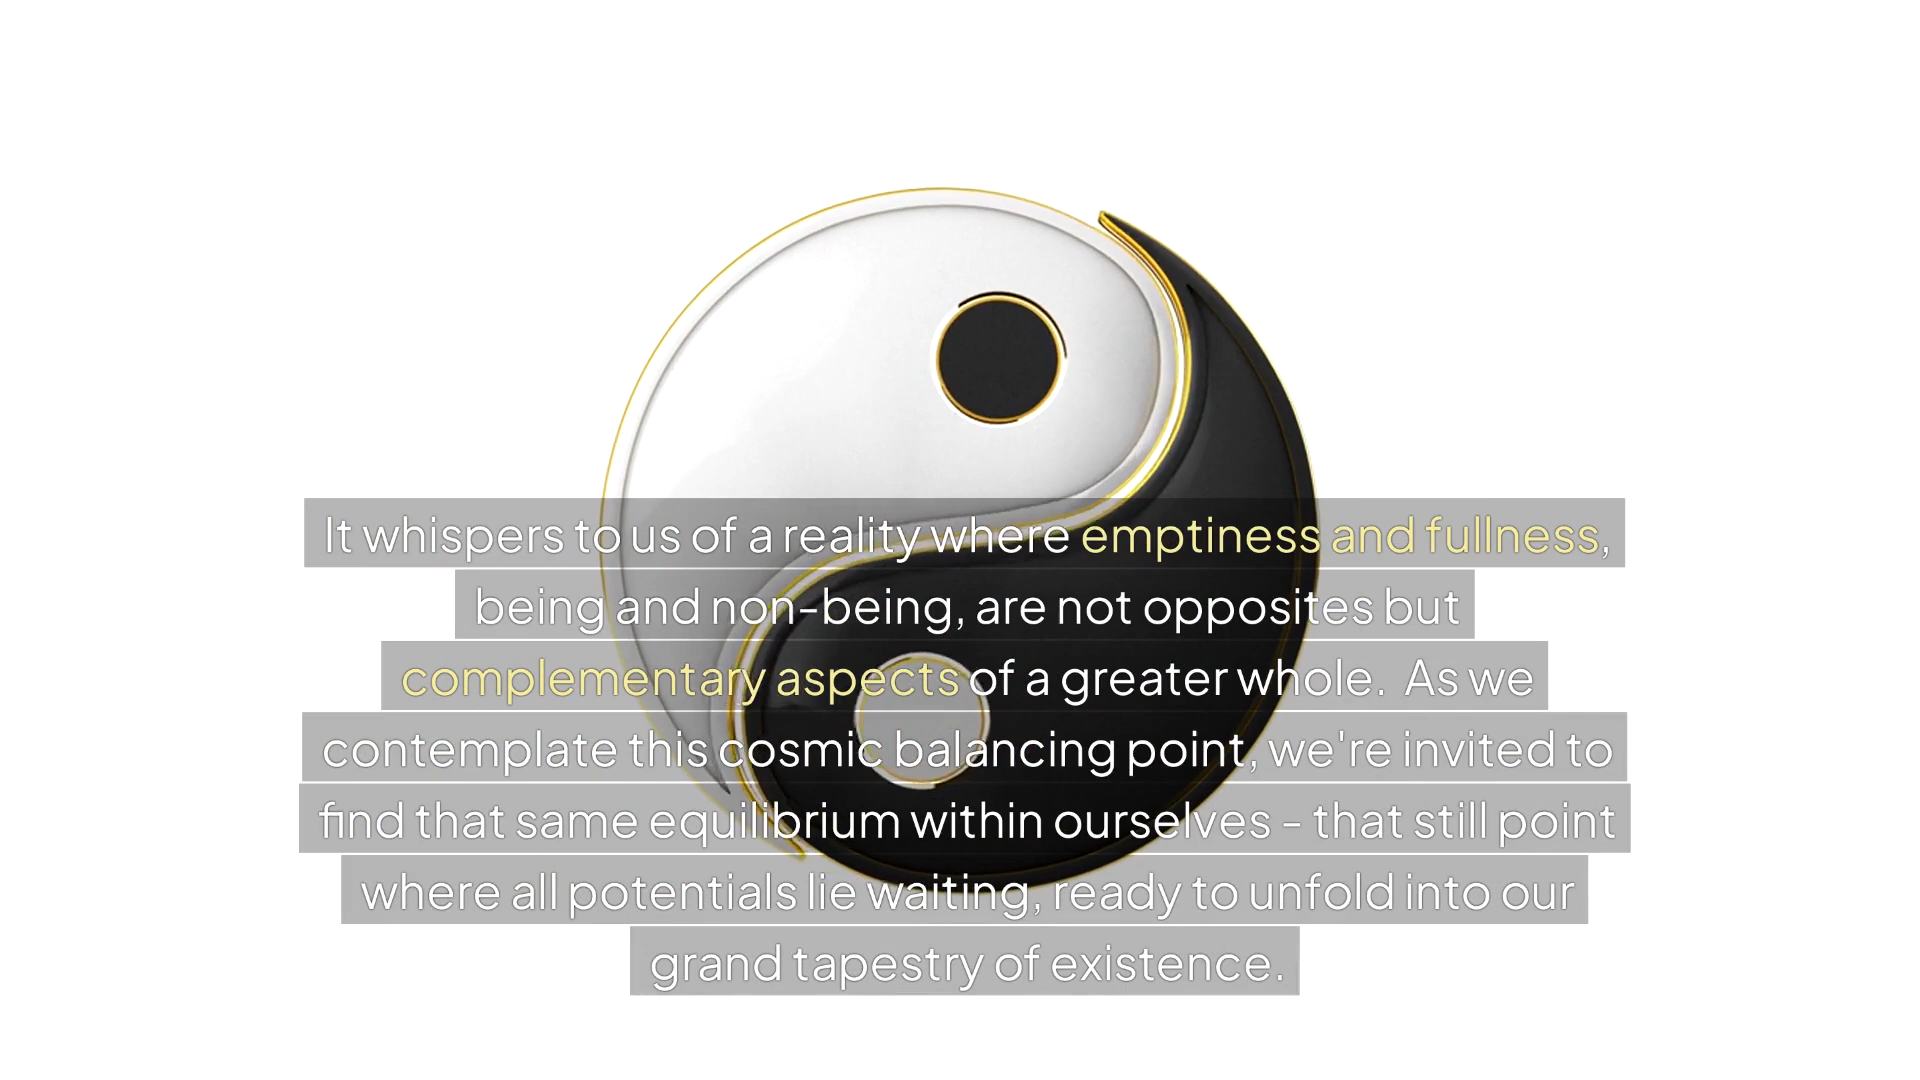 It whispers to us of a reality where emptiness and fullness,
being and non-being, are not opposites but
complementary aspects of a greater whole.  As we
contemplate this cosmic balancing point, we're invited to
find that same equilibrium within ourselves - that still point
where all potentials lie waiting, ready to unfold into our
grand tapestry of existence.